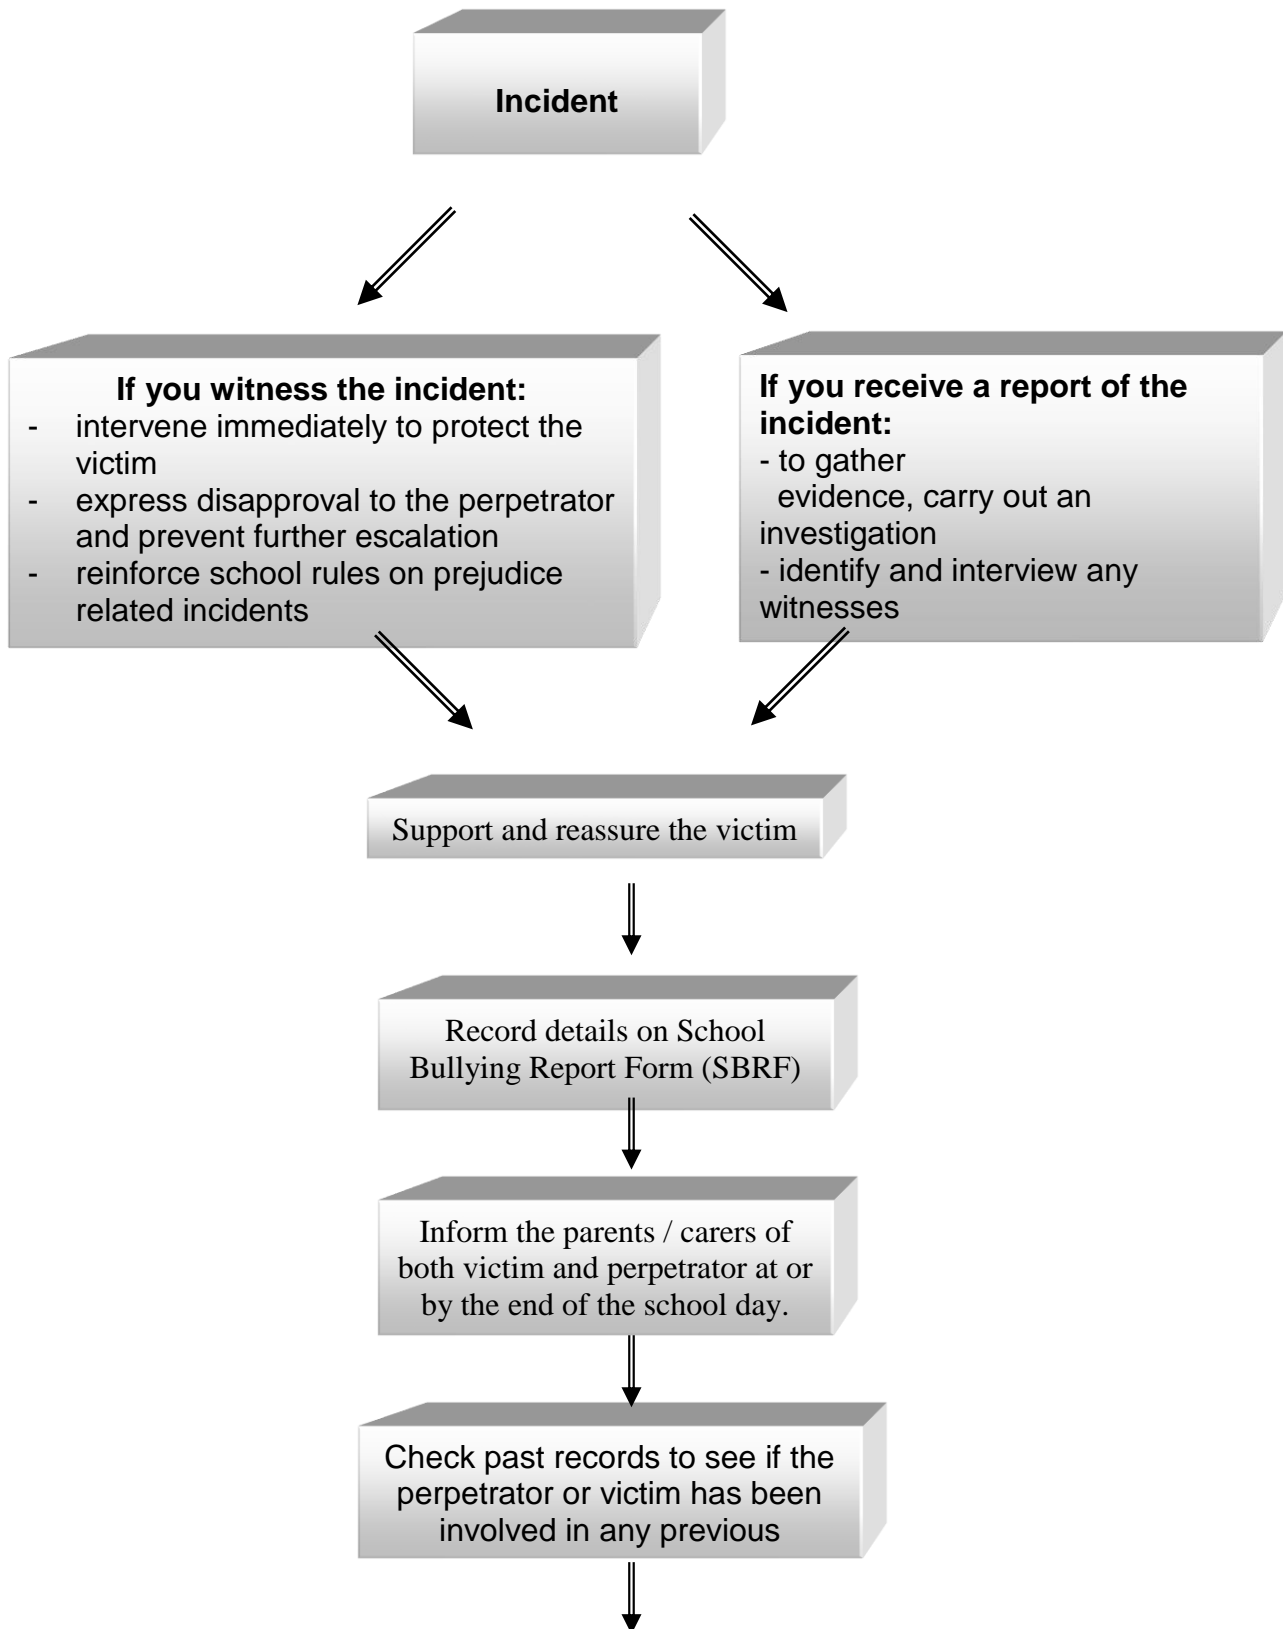 Incident
If you witness the incident:
- intervene immediately to protect the
victim
- express disapproval to the perpetrator
and prevent further escalation
- reinforce school rules on prejudice
related incidents
If you receive a report of the
incident:
- to gather
evidence, carry out an
investigation
- identify and interview any
witnesses
Support and reassure the victim
Record details on School
Bullying Report Form (SBRF)
Inform the parents / carers of
both victim and perpetrator at or
by the end of the school day.
Check past records to see if the
perpetrator or victim has been
involved in any previous